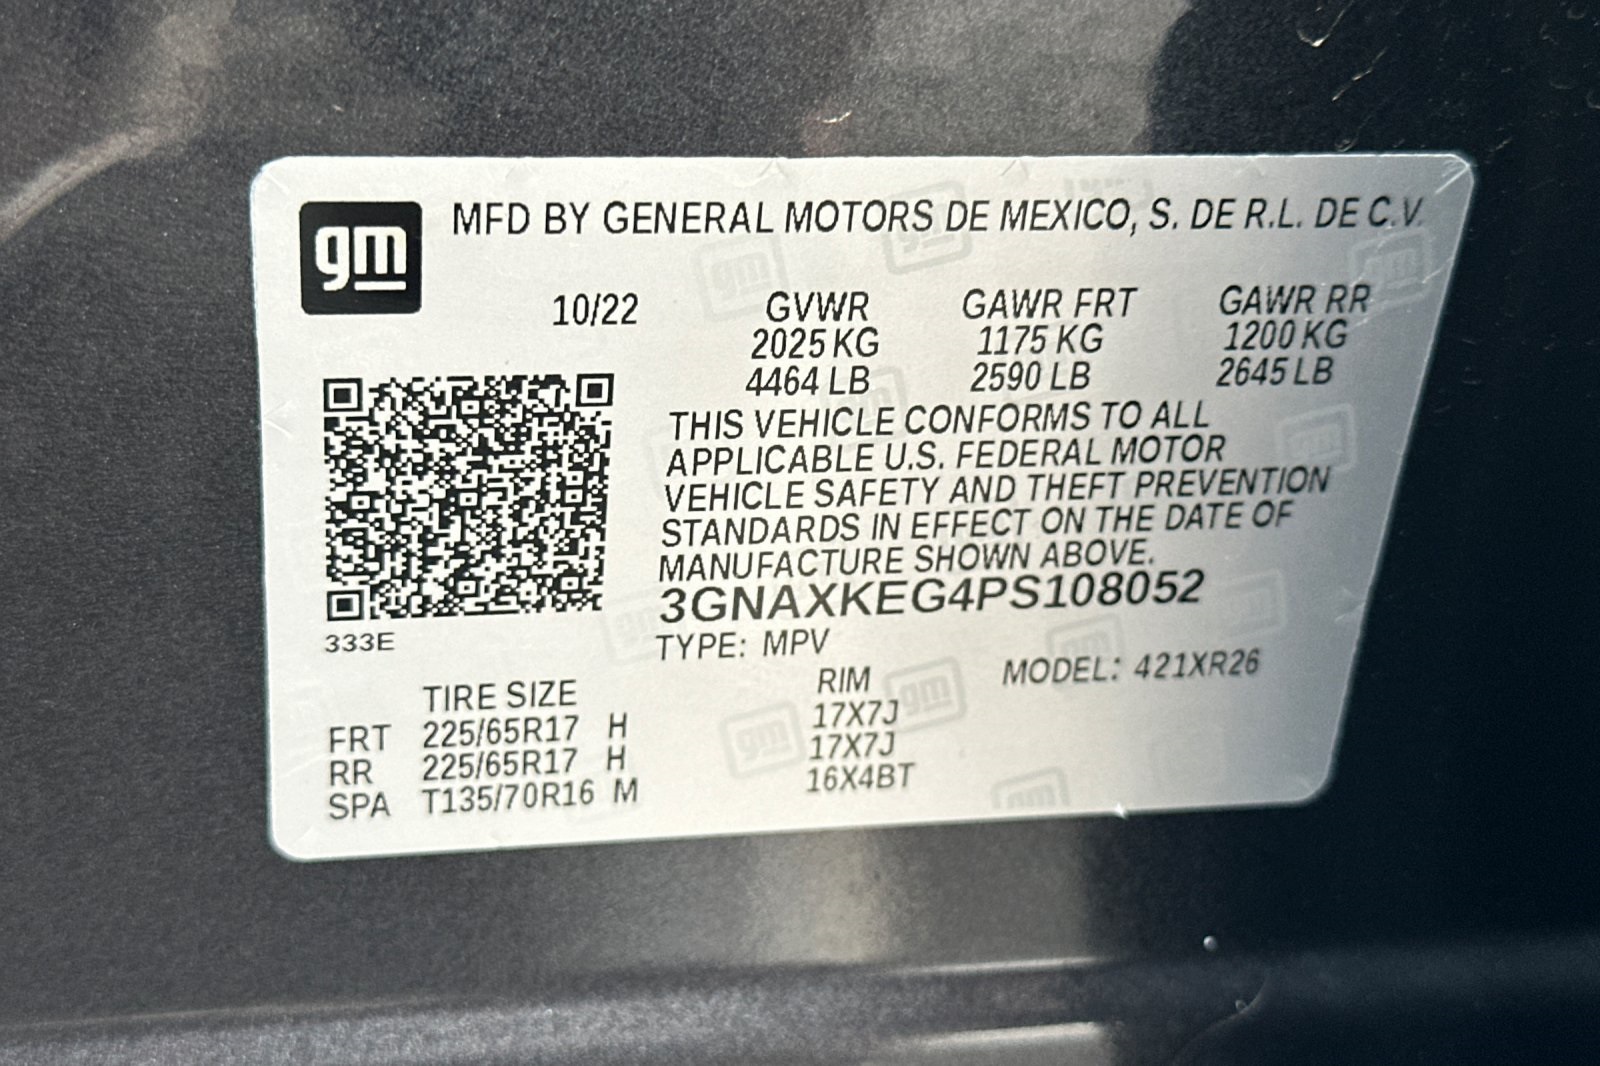 gm
MFD BY GENERAL MOTORS DE MEXICO, S. DE R.L. DE C.V.
10/22 GVWR GAWR FRT GAWR RR
2025 KG 1175 KG 1200 KG
4464 LB 2590 LB 2645 LB
THIS VEHICLE CONFORMS TO ALL
APPLICABLE U.S. FEDERAL MOTOR
VEHICLE SAFETY AND THEFT PREVENTION
STANDARDS IN EFFECT ON THE DATE OF
MANUFACTURE SHOWN ABOVE.
3GNAXKEG4PS108052
333E
TYPE: MPV MODEL: 421XR26
TIRE SIZE RIM
FRT 225/65R17 H 17X7J
RR 225/65R17 H 17X7J
SPA T135/70R16 M 16X4BT